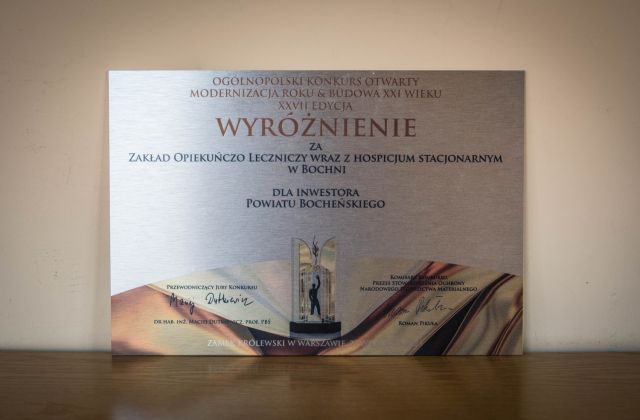 OGÓLNOPOLSKI KONKURS OTWARTY
MODERNIZACJA ROKU & BUDOWA XXI WIEKU
XXVII EDYCJA
WYRÓŻNIENIE
ZA
ZAKŁAD OPIEKUŃCZO LECZNICZY WRAZ Z HOSPICJUM STACJONARNYM
W BOCHNI
DLA INWESTORA
POWIATU BOCHEŃSKIEGO
PRZEWODNICZĄCY JURY KONKURSU
Maciej Dutkiewicz
DR HAB. INŻ. MACIEJ DUTKIEWICZ, PROF. PBŚ
KOMISARZ KONKURSU
PREZES STOWARZYSZENIA OCHRONY
NARODOWEGO DZIEDZICTWA MATERIALNEGO
ROMAN PIKUŁA
ZAMEK KRÓLEWSKI W WARSZAWIE